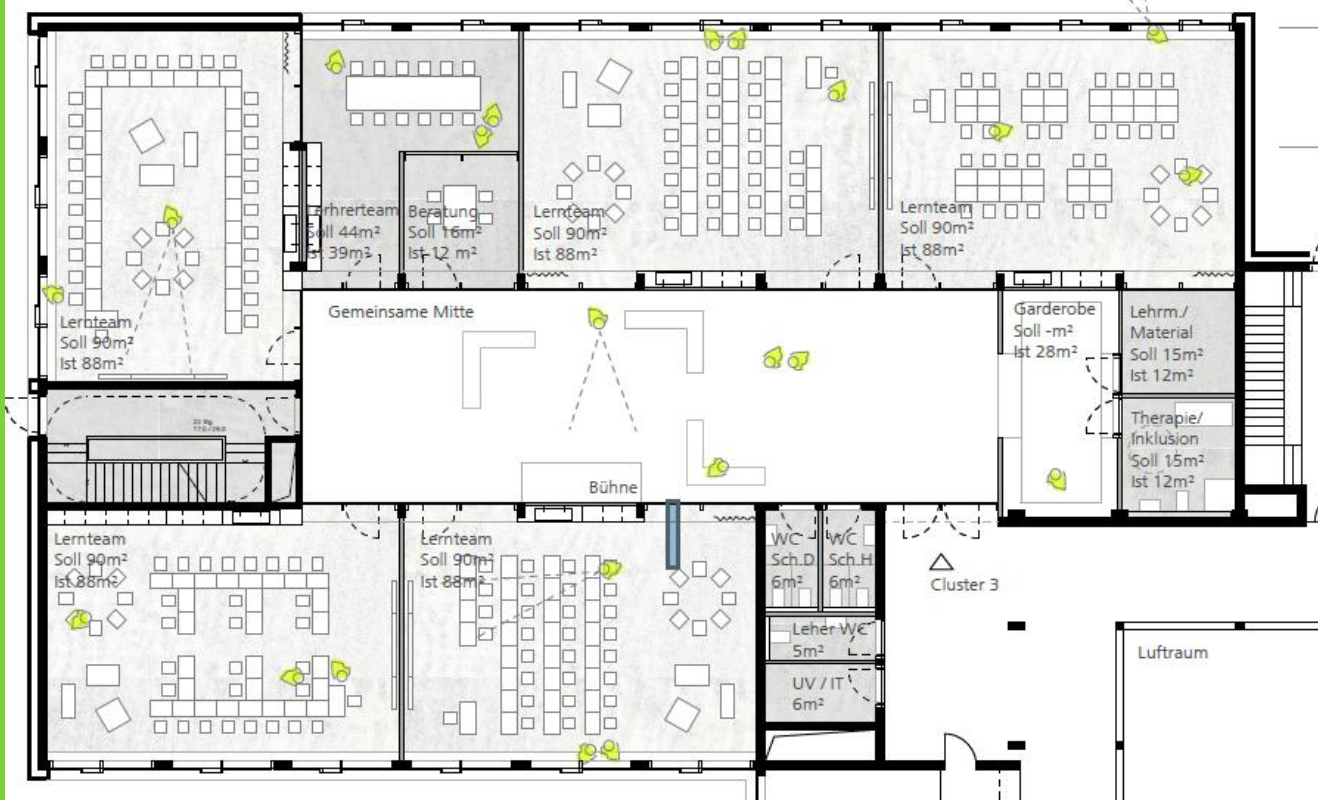 Lehrerteam
Soll 44m²
Ist 39m²
Beratung
Soll 16m²
Ist 12 m²
Lernteam
Soll 90m²
Ist 88m²
Lernteam
Soll 90m²
Ist 88m²
Lernteam
Soll 90m²
Ist 88m²
Gemeinsame Mitte
Garderobe
Soll -m²
Ist 28m²
Lehrm./
Material
Soll 15m²
Ist 12m²
Therapie/
Inklusion
Soll 15m²
Ist 12m²
Bühne
Lernteam
Soll 90m²
Ist 88m²
Lernteam
Soll 90m²
Ist 88m²
WC
Sch.D
6m²
WC
Sch.H
6m²
Leher WC
5m²
UV / IT
6m²
Cluster 3
Luftraum